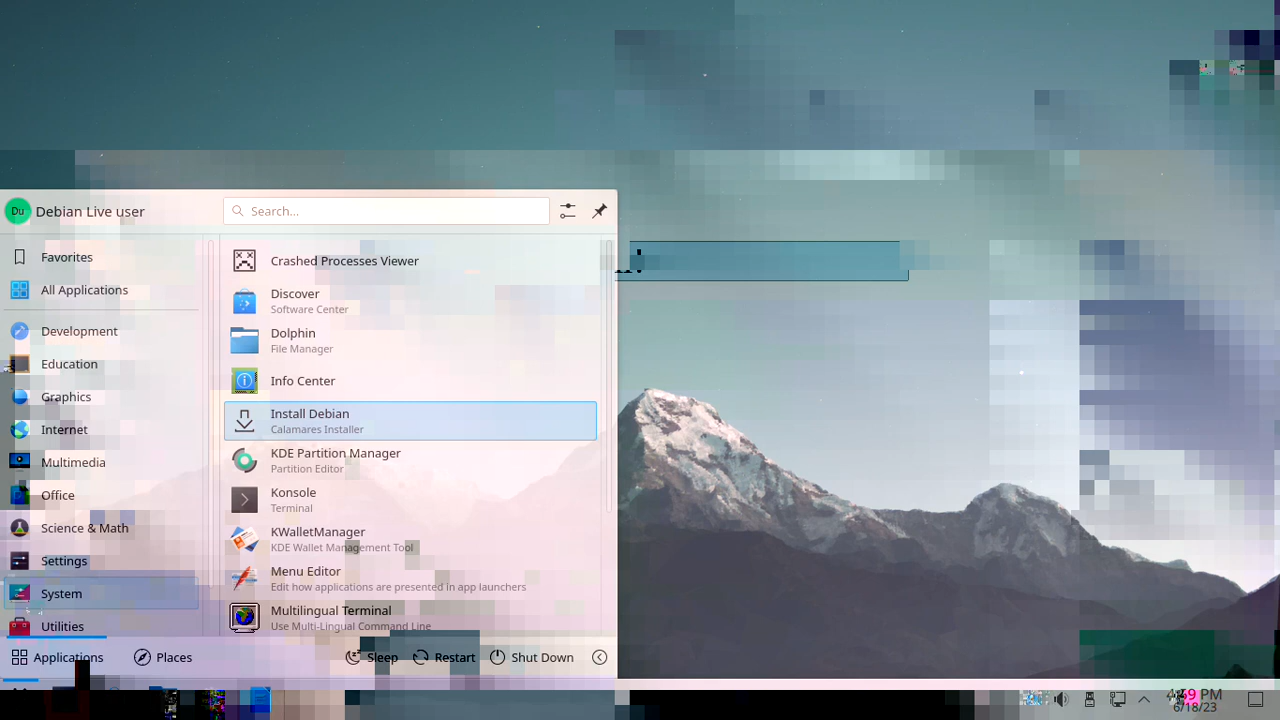 Du Debian Live user
Search...
Favorites
All Applications
Development
Education
Graphics
Internet
Multimedia
Office
Science & Math
Settings
System
Utilities
Crashed Processes Viewer
Discover
Software Center
Dolphin
File Manager
Info Center
Install Debian
Calamares Installer
KDE Partition Manager
Partition Editor
Konsole
Terminal
KWalletManager
KDE Wallet Management Tool
Menu Editor
Edit how applications are presented in app launchers
Multilingual Terminal
Use Multi-Lingual Command Line
Applications
Places
Sleep
Restart
Shut Down
PM
6/18/23